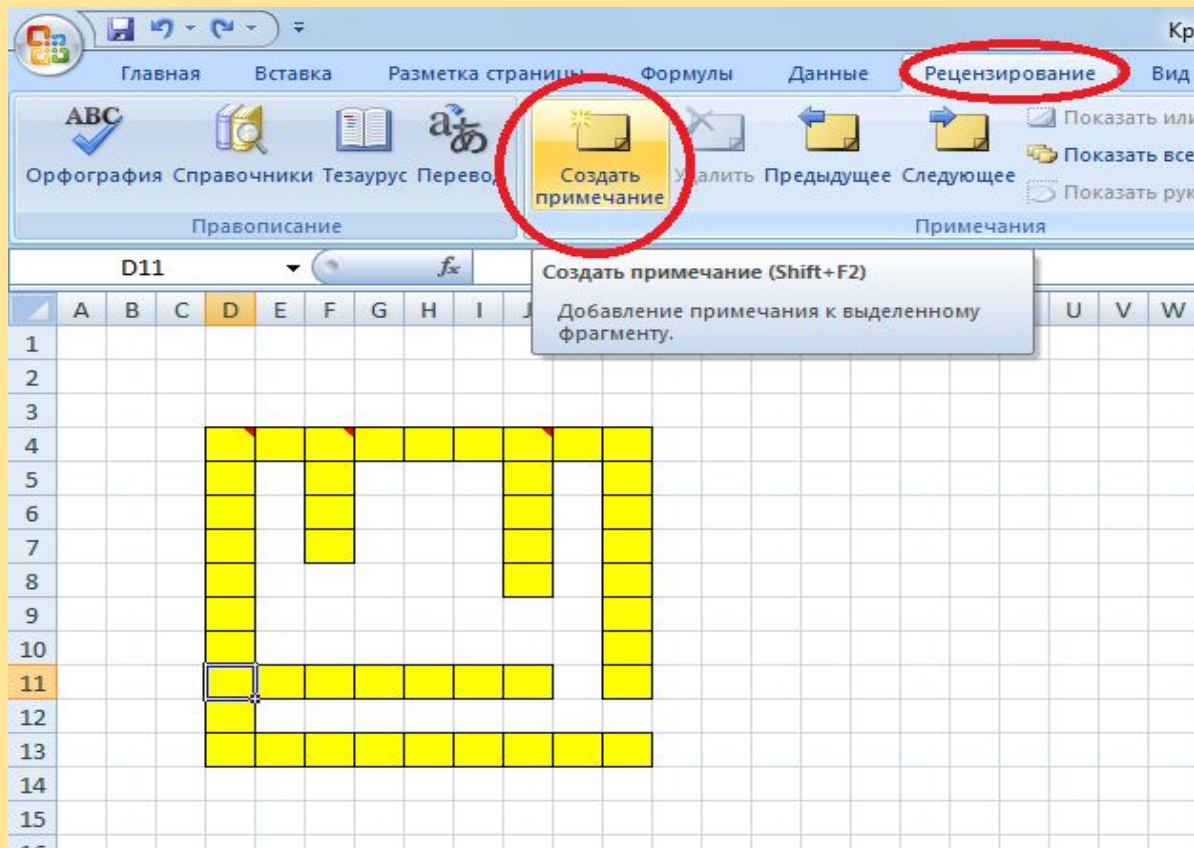 Кр
Главная Вставка Разметка страницы Формулы Данные Рецензирование Вид
ABC
Орфография Справочники Тезаурус Перевод Создать примечание Удалить Предыдущее Следующее
Показать или
Показать все
Показать рук
Правописание Примечания
D11 fx
Создать примечание (Shift+F2)
Добавление примечания к выделенному
фрагменту.
A B C D E F G H I J U V W
1
2
3
4
5
6
7
8
9
10
11
12
13
14
15